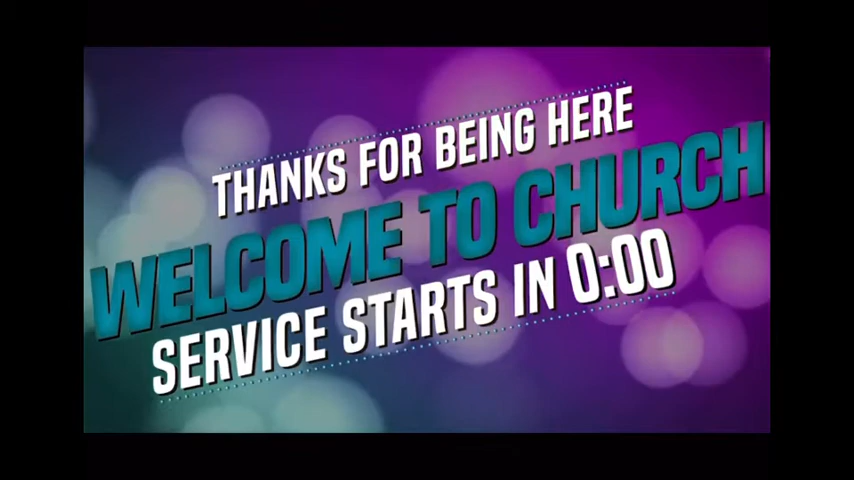 THANKS FOR BEING HERE
WELCOME TO CHURCH
SERVICE STARTS IN 0:00